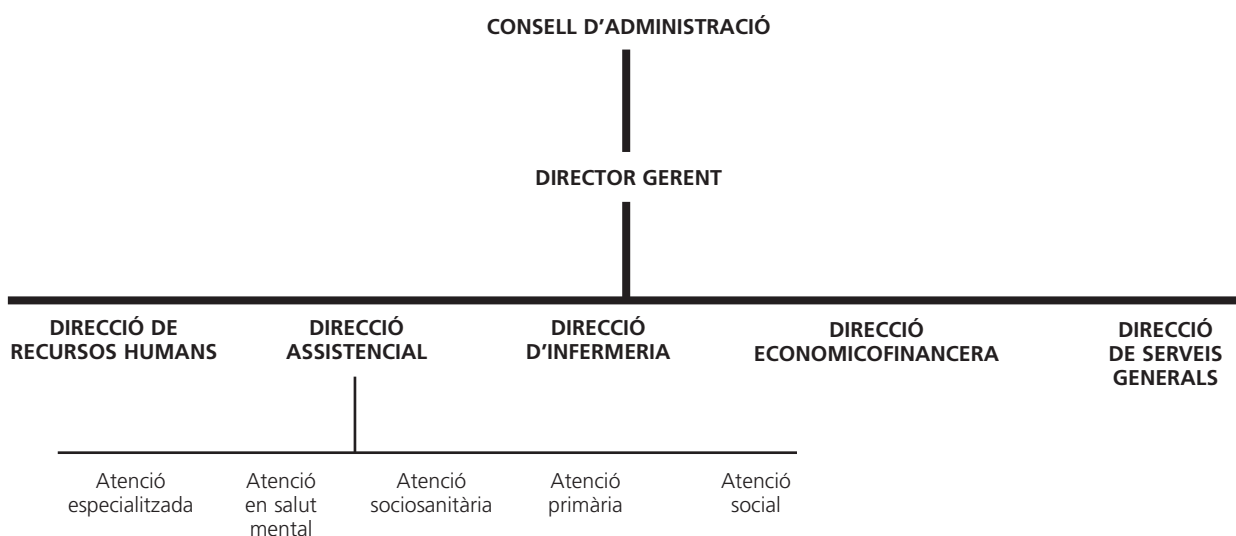 CONSELL D'ADMINISTRACIÓ
DIRECTOR GERENT
DIRECCIÓ DE
RECURSOS HUMANS
DIRECCIÓ
ASSISTENCIAL
DIRECCIÓ
D'INFERMERIA
DIRECCIÓ
ECONOMICOFINANCERA
DIRECCIÓ
DE SERVEIS
GENERALS
Atenció
especialitzada
Atenció
en salut
mental
Atenció
sociosanitària
Atenció
primària
Atenció
social